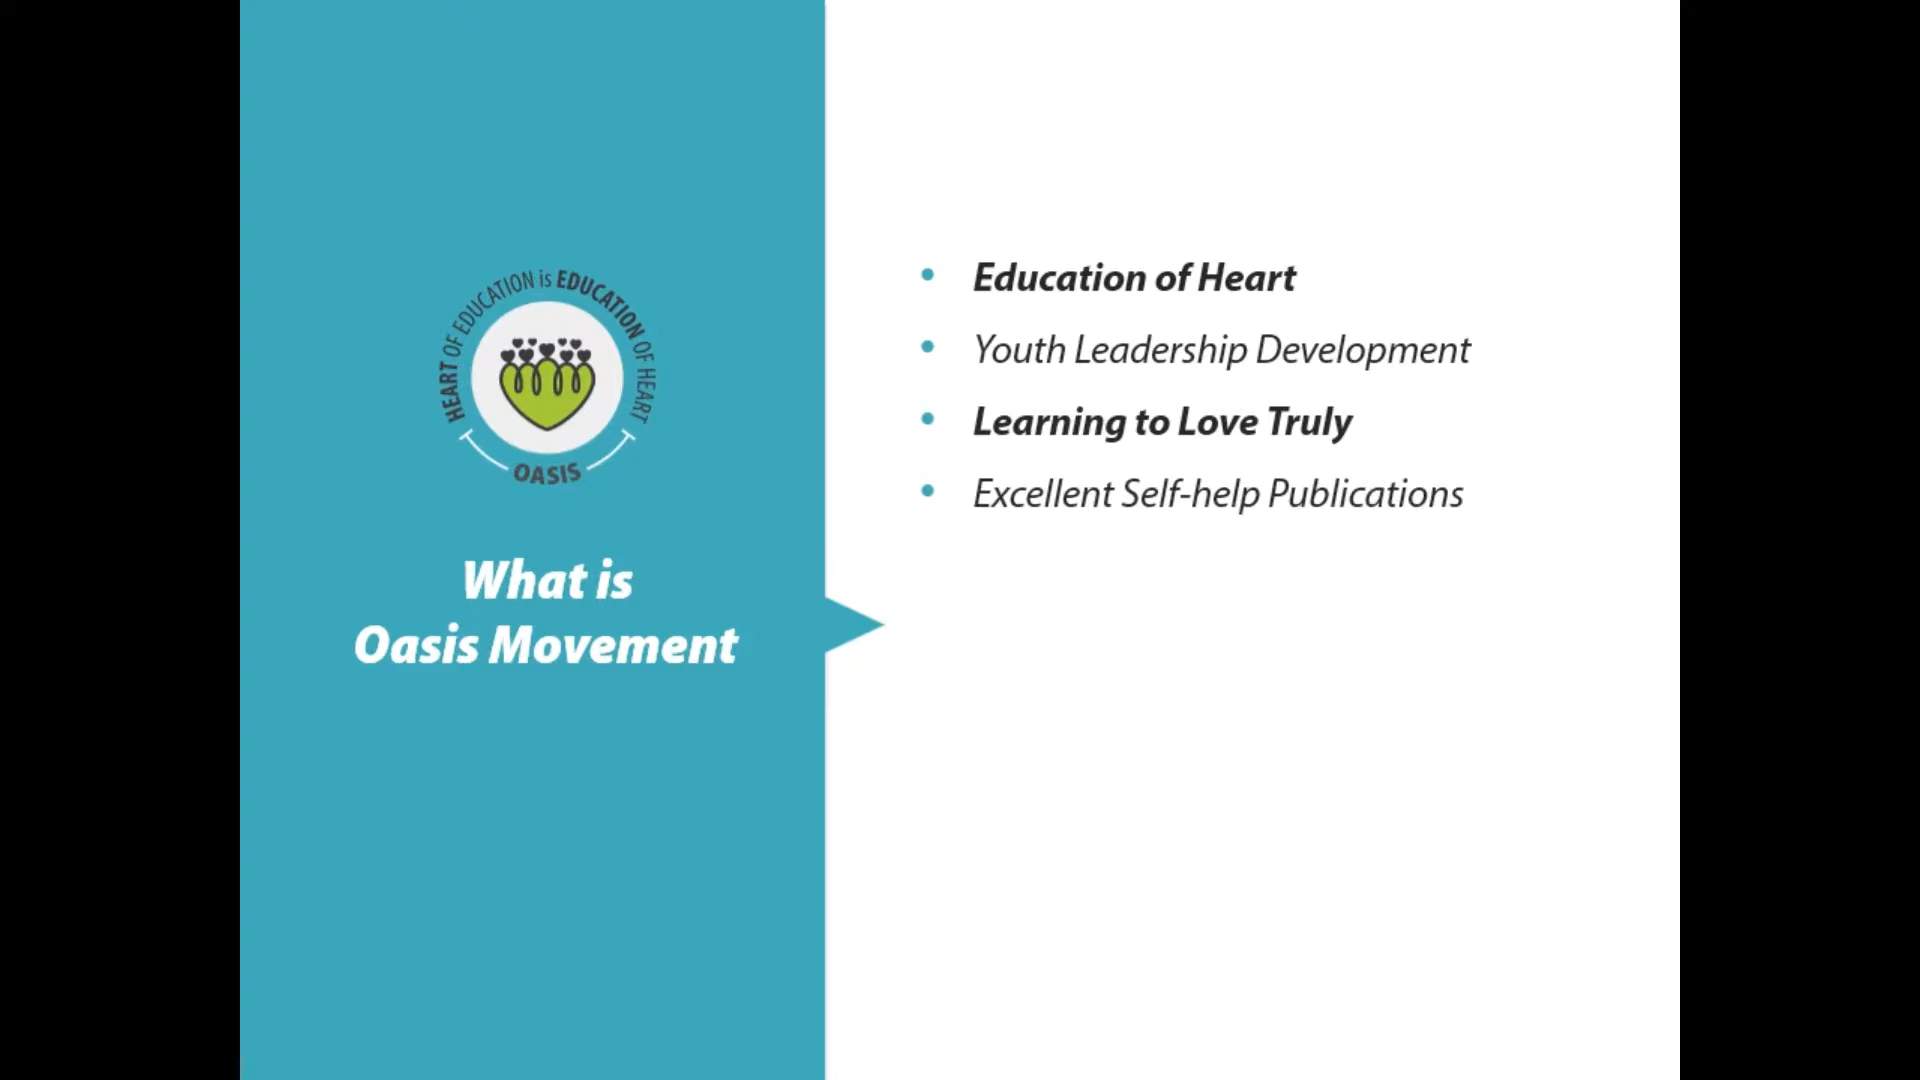 HEART OF EDUCATION is EDUCATION OF HEART
OASIS
What is
Oasis Movement
Education of Heart
Youth Leadership Development
Learning to Love Truly
Excellent Self-help Publications